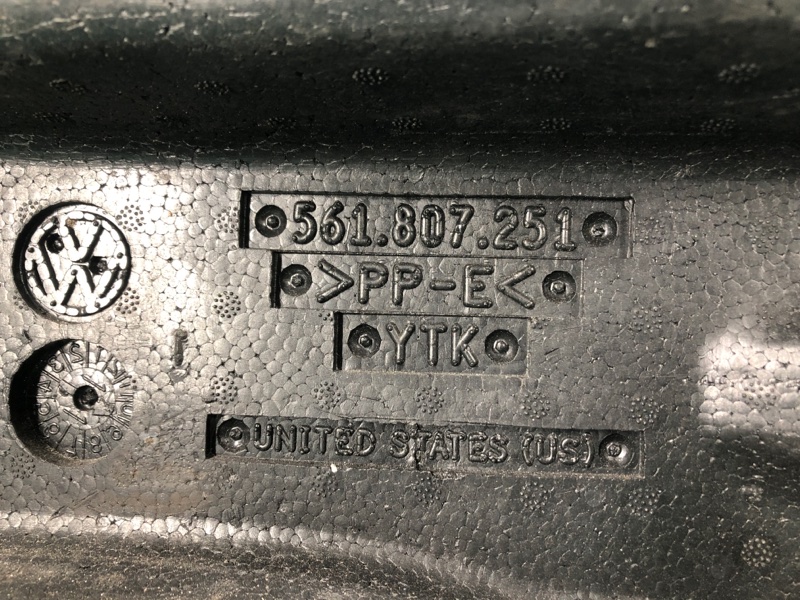 561.807.251
>PP-E<
YTK
UNITED STATES (US)